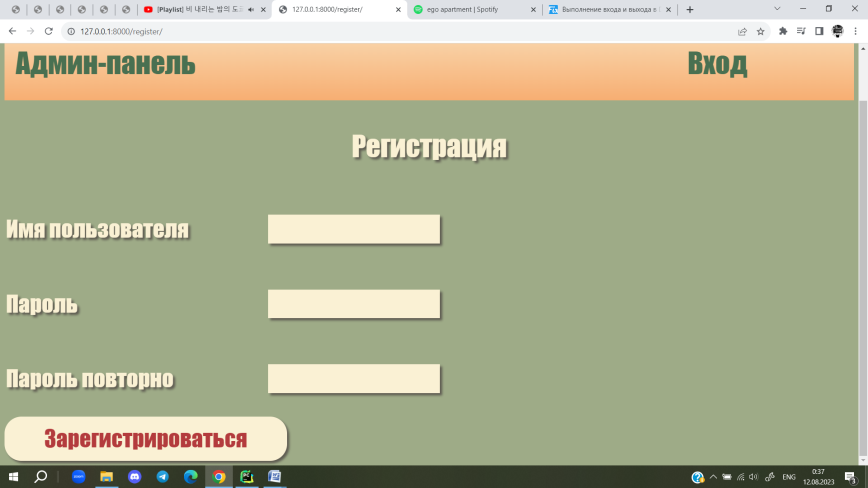 [Playlist] 비 내리는 밤의 도
127.0.0.1:8000/register/
ego apartment | Spotify
Выполнение входа и выхода в
127.0.0.1:8000/register/
Админ-панель
Вход
Регистрация
Имя пользователя
Пароль
Пароль повторно
Зарегистрироваться
zoom
ENG
0:37
12.08.2023